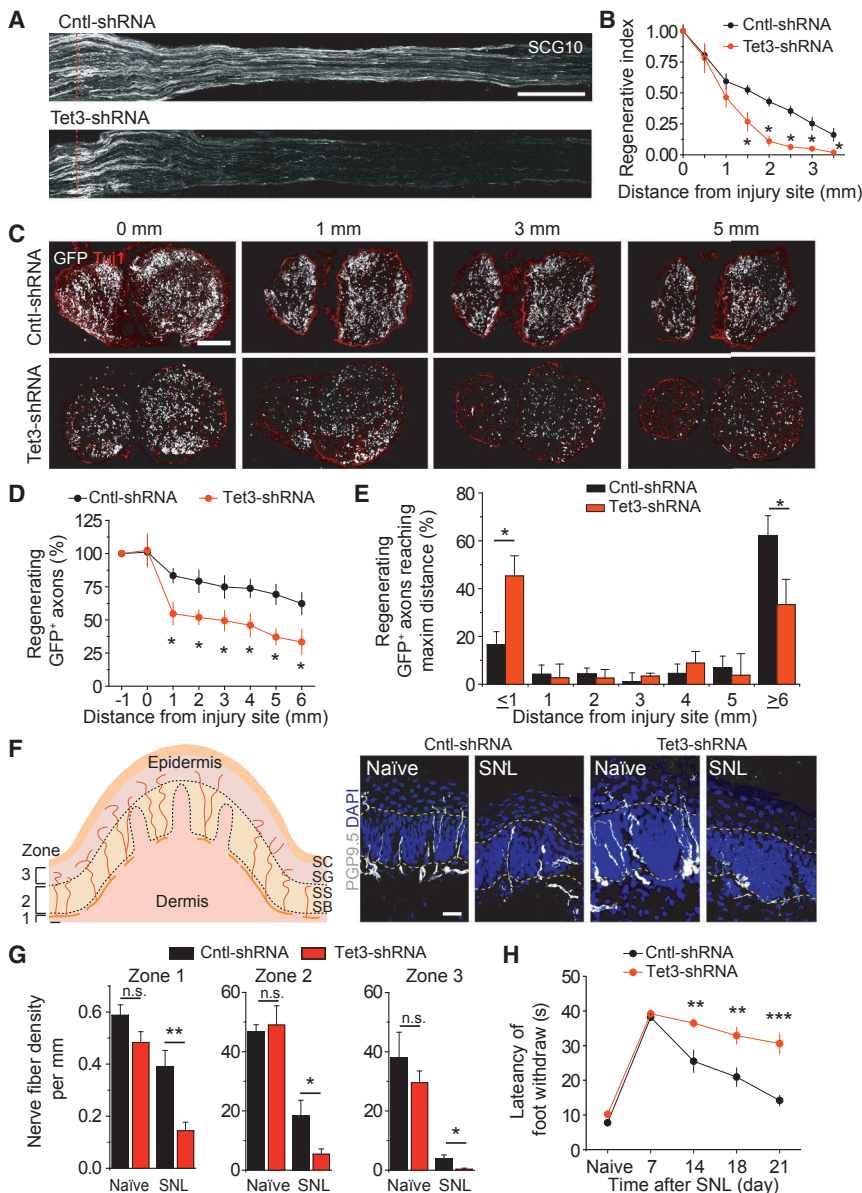 A
Cntl-shRNA
SCG10
Tet3-shRNA
B
Cntl-shRNA
Tet3-shRNA
Regenerative index
1.00
0.75
0.50
0.25
0.00
* * * * *
0 1 2 3
Distance from injury site (mm)
C
0 mm 1 mm 3 mm 5 mm
GFP Tuj1
Cntl-shRNA
Tet3-shRNA
D
Cntl-shRNA Tet3-shRNA
Regenerating
GFP+ axons (%)
125
100
75
50
25
0
* * * * * *
-1 0 1 2 3 4 5 6
Distance from injury site (mm)
E
Cntl-shRNA
Tet3-shRNA
Regenerating
GFP+ axons reaching
maxim distance (%)
80
60
40
20
0
* *
≤1 1 2 3 4 5 ≥6
Distance from injury site (mm)
F
Epidermis
Zone
3
2
1
SC
SG
SS
SB
Dermis
Cntl-shRNA Tet3-shRNA
Naïve SNL Naïve SNL
PGP9.5 DAPI
G
Cntl-shRNA Tet3-shRNA
Zone 1 Zone 2 Zone 3
Nerve fiber density
per mm
0.6
0.4
0.2
0.0
n.s. **
Naïve SNL
60
40
20
0
n.s. *
Naïve SNL
60
40
20
0
n.s. *
Naïve SNL
H
Cntl-shRNA
Tet3-shRNA
Lateancy of
foot withdraw (s)
50
40
30
20
10
0
** ** ***
Naive 7 14 18 21
Time after SNL (day)